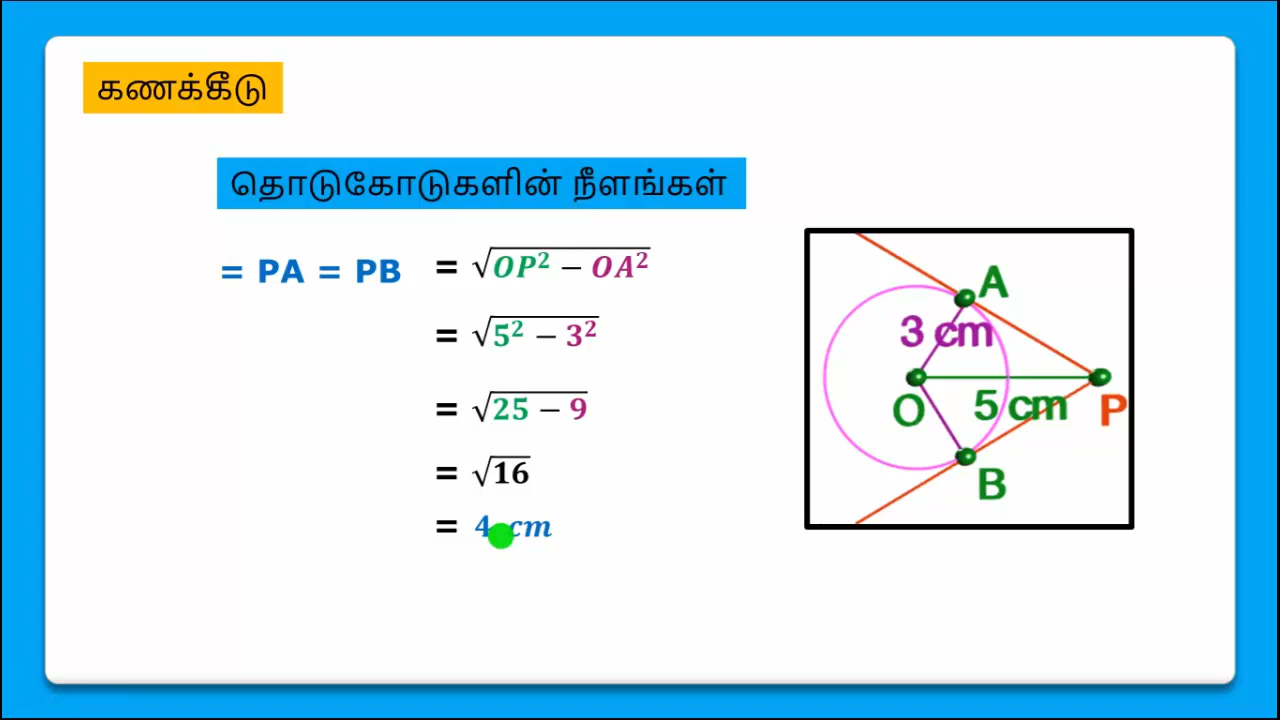 கணக்கீடு
தொடுகோடுகளின் நீளங்கள்
= PA = PB = √OP² − OA²
= √5² − 3²
= √25 − 9
= √16
= 4 cm
A
3 cm
O
5 cm
P
B